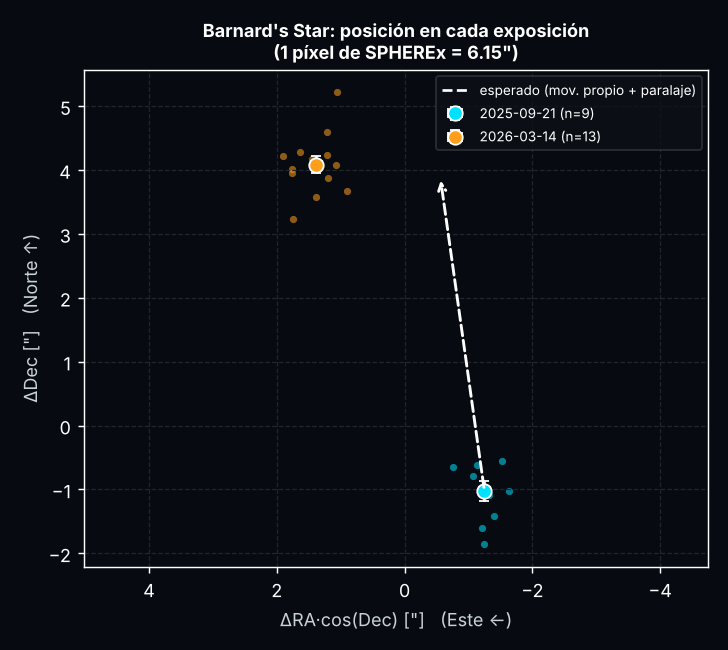 Barnard's Star: posición en cada exposición
(1 píxel de SPHEREx = 6.15")
esperado (mov. propio + paralaje)
2025-09-21 (n=9)
2026-03-14 (n=13)
5
4
3
2
1
0
−1
−2
ΔDec ["]   (Norte ↑)
4
2
0
−2
−4
ΔRA·cos(Dec) ["]   (Este ←)